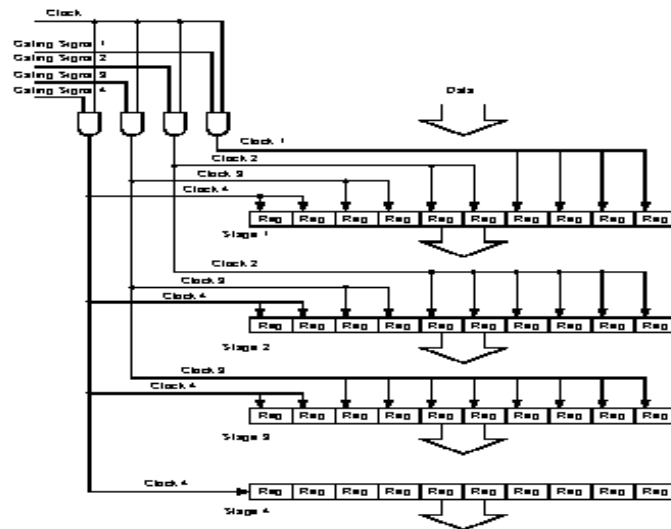 Clock
Gating Signal 1
Gating Signal 2
Gating Signal 3
Gating Signal 4
Data
Clock 1
Clock 2
Clock 3
Clock 4
Reg Reg Reg Reg Reg Reg Reg Reg Reg Reg
Stage 1
Clock 2
Clock 3
Clock 4
Reg Reg Reg Reg Reg Reg Reg Reg Reg Reg
Stage 2
Clock 3
Clock 4
Reg Reg Reg Reg Reg Reg Reg Reg Reg Reg
Stage 3
Clock 4
Reg Reg Reg Reg Reg Reg Reg Reg Reg Reg
Stage 4